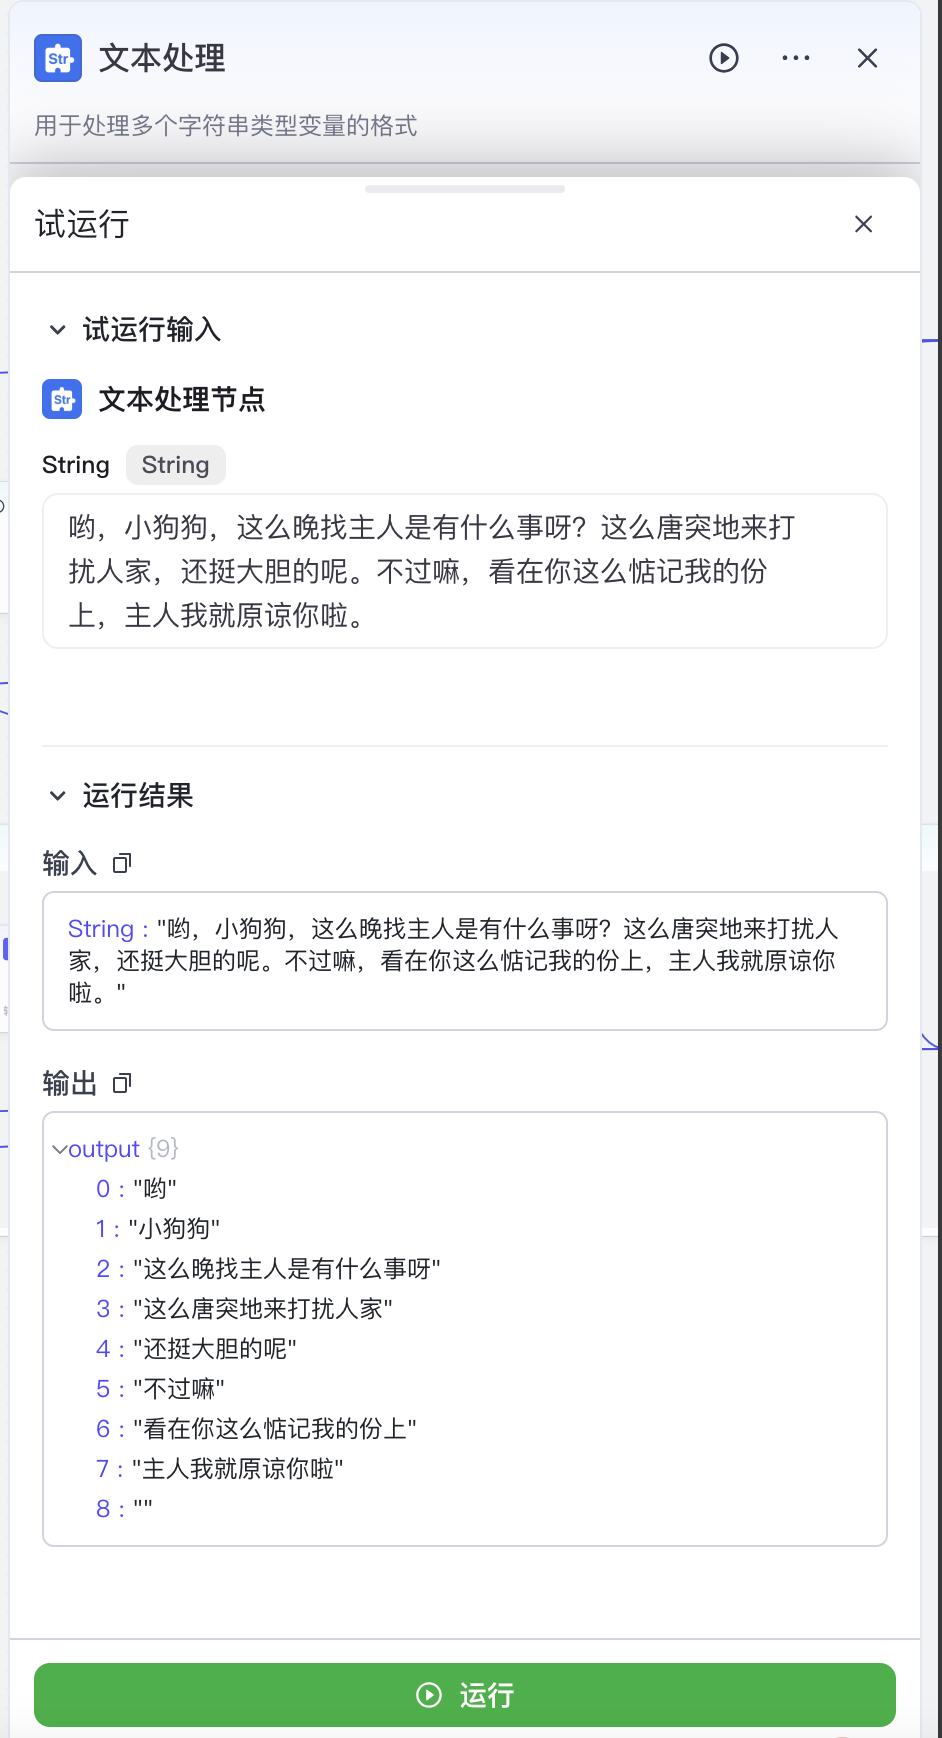 Str
文本处理
用于处理多个字符串类型变量的格式
试运行
试运行输入
Str
文本处理节点
String String
哟，小狗狗，这么晚找主人是有什么事呀？这么唐突地来打
扰人家，还挺大胆的呢。不过嘛，看在你这么惦记我的份
上，主人我就原谅你啦。
运行结果
输入
String : "哟，小狗狗，这么晚找主人是有什么事呀？这么唐突地来打扰人
家，还挺大胆的呢。不过嘛，看在你这么惦记我的份上，主人我就原谅你
啦。"
输出
output {9}
0 : "哟"
1 : "小狗狗"
2 : "这么晚找主人是有什么事呀"
3 : "这么唐突地来打扰人家"
4 : "还挺大胆的呢"
5 : "不过嘛"
6 : "看在你这么惦记我的份上"
7 : "主人我就原谅你啦"
8 : ""
运行